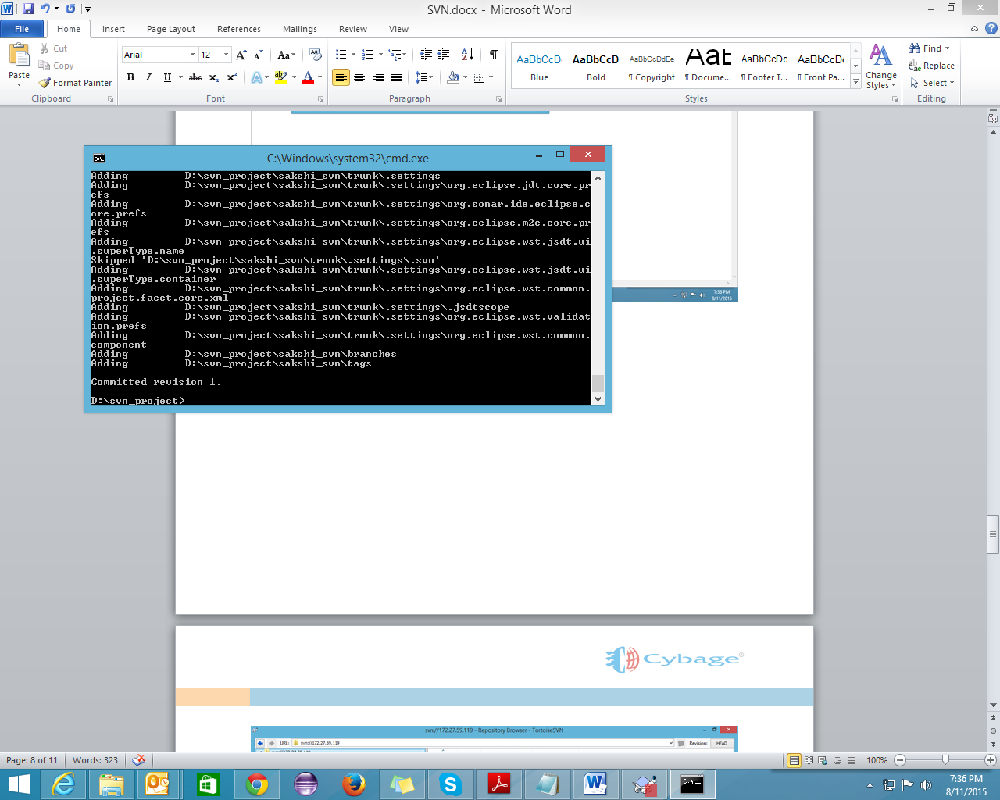 SVN.docx - Microsoft Word
File Home Insert Page Layout References Mailings Review View
Paste
Cut
Copy
Format Painter
Clipboard
Arial 12
Font
Paragraph
AaBbCcD AaBbCcD AaBbCcDdEe AaB AaBbCcDd AaBbCcDc
Blue Bold ¶ Copyright ¶ Docume... ¶ Footer T... ¶ Front Pa...
Change Styles
Styles
Find
Replace
Select
Editing
C:\Windows\system32\cmd.exe
Adding D:\svn_project\sakshi_svn\trunk\.settings
Adding D:\svn_project\sakshi_svn\trunk\.settings\org.eclipse.jdt.core.pr
efs
Adding D:\svn_project\sakshi_svn\trunk\.settings\org.sonar.ide.eclipse.c
ore.prefs
Adding D:\svn_project\sakshi_svn\trunk\.settings\org.eclipse.m2e.core.pr
efs
Adding D:\svn_project\sakshi_svn\trunk\.settings\org.eclipse.wst.jsdt.ui
.superType.name
Skipped 'D:\svn_project\sakshi_svn\trunk\.settings\.svn'
Adding D:\svn_project\sakshi_svn\trunk\.settings\org.eclipse.wst.jsdt.ui
.superType.container
Adding D:\svn_project\sakshi_svn\trunk\.settings\org.eclipse.wst.common.
project.facet.core.xml
Adding D:\svn_project\sakshi_svn\trunk\.settings\.jsdtscope
Adding D:\svn_project\sakshi_svn\trunk\.settings\org.eclipse.wst.validat
ion.prefs
Adding D:\svn_project\sakshi_svn\trunk\.settings\org.eclipse.wst.common.
component
Adding D:\svn_project\sakshi_svn\branches
Adding D:\svn_project\sakshi_svn\tags
Committed revision 1.
D:\svn_project>
7:36 PM
8/11/2015
Cybage®
svn://172.27.59.119 - Repository Browser - TortoiseSVN
URL: svn://172.27.59.119 Revision: HEAD
Page: 8 of 11 Words: 323 100%
7:36 PM
8/11/2015